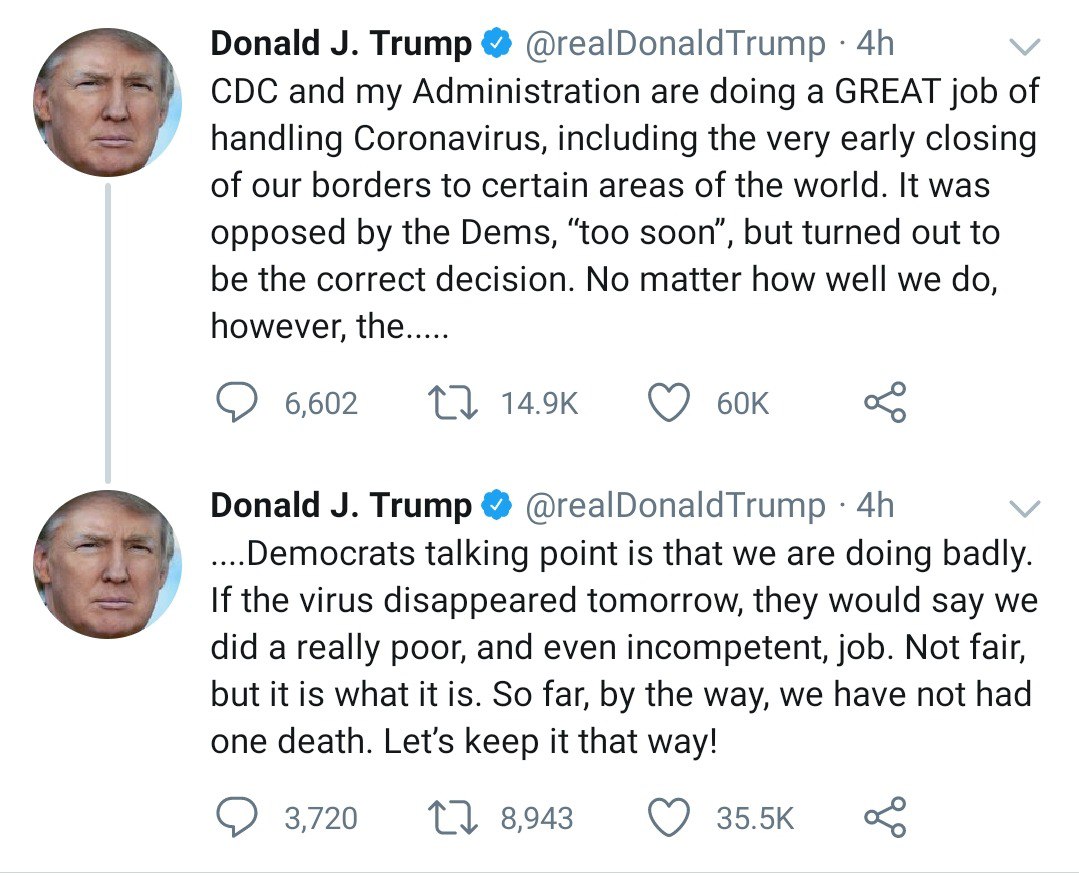 Donald J. Trump @realDonaldTrump · 4h
CDC and my Administration are doing a GREAT job of
handling Coronavirus, including the very early closing
of our borders to certain areas of the world. It was
opposed by the Dems, “too soon”, but turned out to
be the correct decision. No matter how well we do,
however, the.....
6,602 14.9K 60K
Donald J. Trump @realDonaldTrump · 4h
....Democrats talking point is that we are doing badly.
If the virus disappeared tomorrow, they would say we
did a really poor, and even incompetent, job. Not fair,
but it is what it is. So far, by the way, we have not had
one death. Let’s keep it that way!
3,720 8,943 35.5K